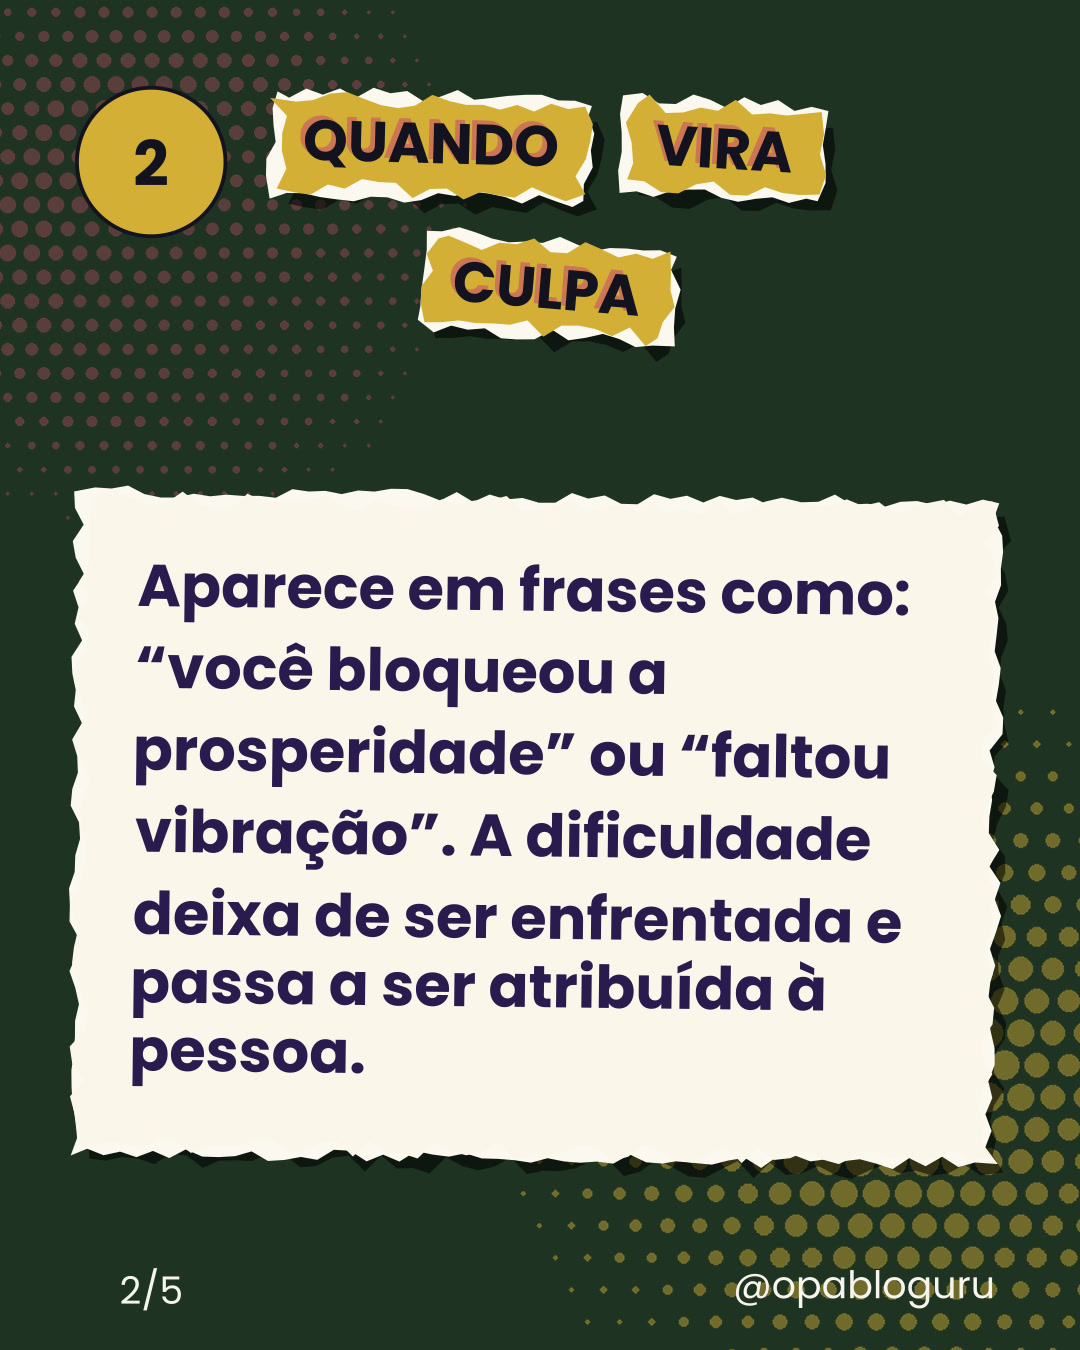 2
QUANDO VIRA
CULPA
Aparece em frases como:
“você bloqueou a
prosperidade” ou “faltou
vibração”. A dificuldade
deixa de ser enfrentada e
passa a ser atribuída à
pessoa.
2/5
@opabloguru